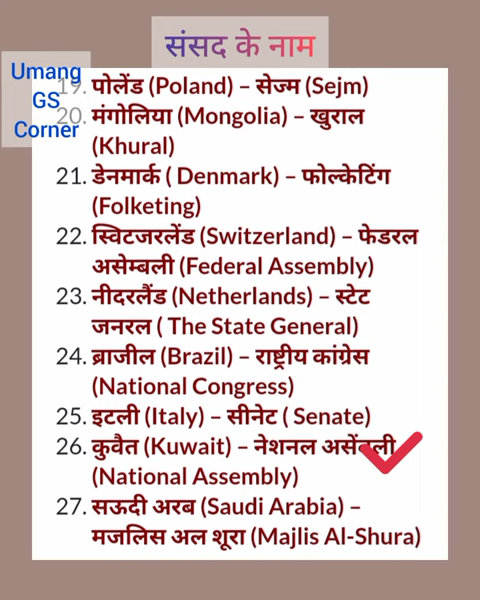 संसद के नाम
Umang
GS
Corner
19. पोलेंड (Poland) – सेज्म (Sejm)
20. मंगोलिया (Mongolia) – खुराल
(Khural)
21. डेनमार्क ( Denmark) – फोल्केटिंग
(Folketing)
22. स्विटजरलेंड (Switzerland) – फेडरल
असेम्बली (Federal Assembly)
23. नीदरलैंड (Netherlands) – स्टेट
जनरल ( The State General)
24. ब्राजील (Brazil) – राष्ट्रीय कांग्रेस
(National Congress)
25. इटली (Italy) – सीनेट ( Senate)
26. कुवैत (Kuwait) – नेशनल असेंबली
(National Assembly)
27. सऊदी अरब (Saudi Arabia) –
मजलिस अल शूरा (Majlis Al-Shura)